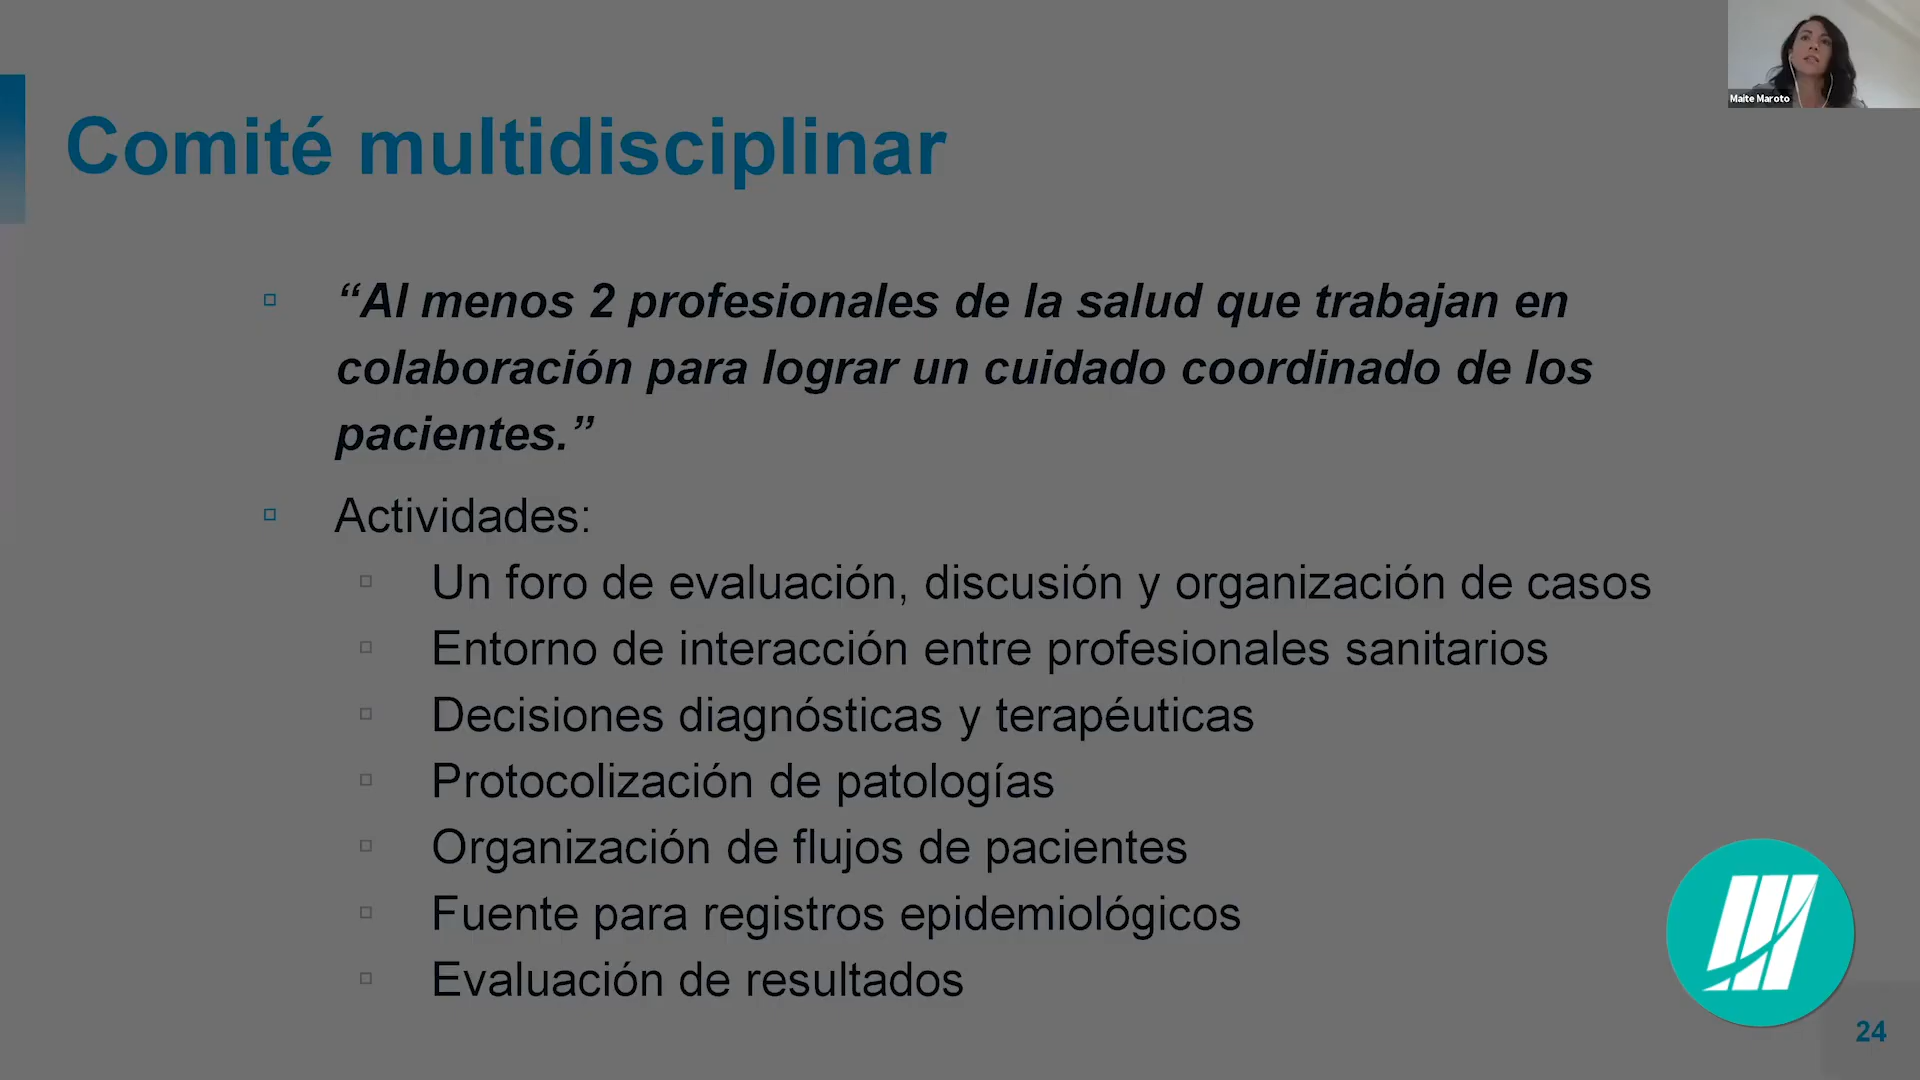 Maite Maroto
Comité multidisciplinar
“Al menos 2 profesionales de la salud que trabajan en
colaboración para lograr un cuidado coordinado de los
pacientes.”
Actividades:
Un foro de evaluación, discusión y organización de casos
Entorno de interacción entre profesionales sanitarios
Decisiones diagnósticas y terapéuticas
Protocolización de patologías
Organización de flujos de pacientes
Fuente para registros epidemiológicos
Evaluación de resultados
24